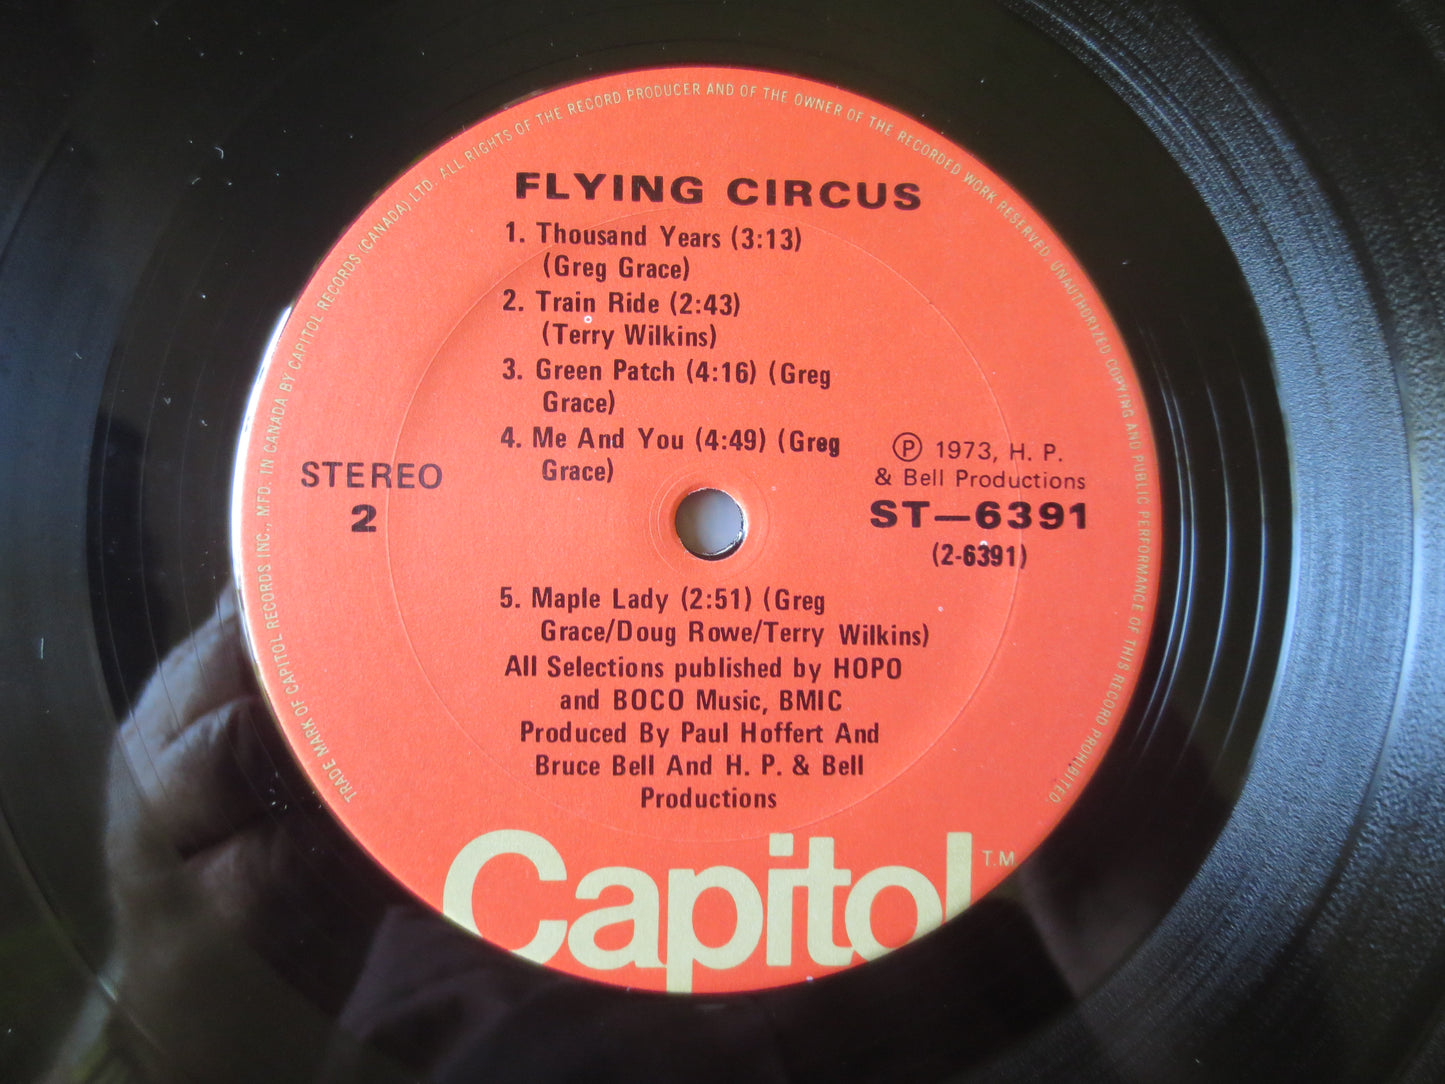 TRADE MARK OF CAPITOL RECORDS INC., MFD. IN CANADA BY CAPITOL RECORDS (CANADA) LTD. ALL RIGHTS OF THE RECORD PRODUCER AND OF THE OWNER OF THE RECORDED WORK RESERVED. UNAUTHORIZED COPYING AND PUBLIC PERFORMANCE OF THIS RECORD PROHIBITED.
FLYING CIRCUS
1. Thousand Years (3:13)
(Greg Grace)
2. Train Ride (2:43)
(Terry Wilkins)
3. Green Patch (4:16) (Greg
Grace)
4. Me And You (4:49) (Greg
Grace)
STEREO
2
Ⓟ 1973, H. P.
& Bell Productions
ST—6391
(2-6391)
5. Maple Lady (2:51) (Greg
Grace/Doug Rowe/Terry Wilkins)
All Selections published by HOPO
and BOCO Music, BMIC
Produced By Paul Hoffert And
Bruce Bell And H. P. & Bell
Productions
Capitol T.M